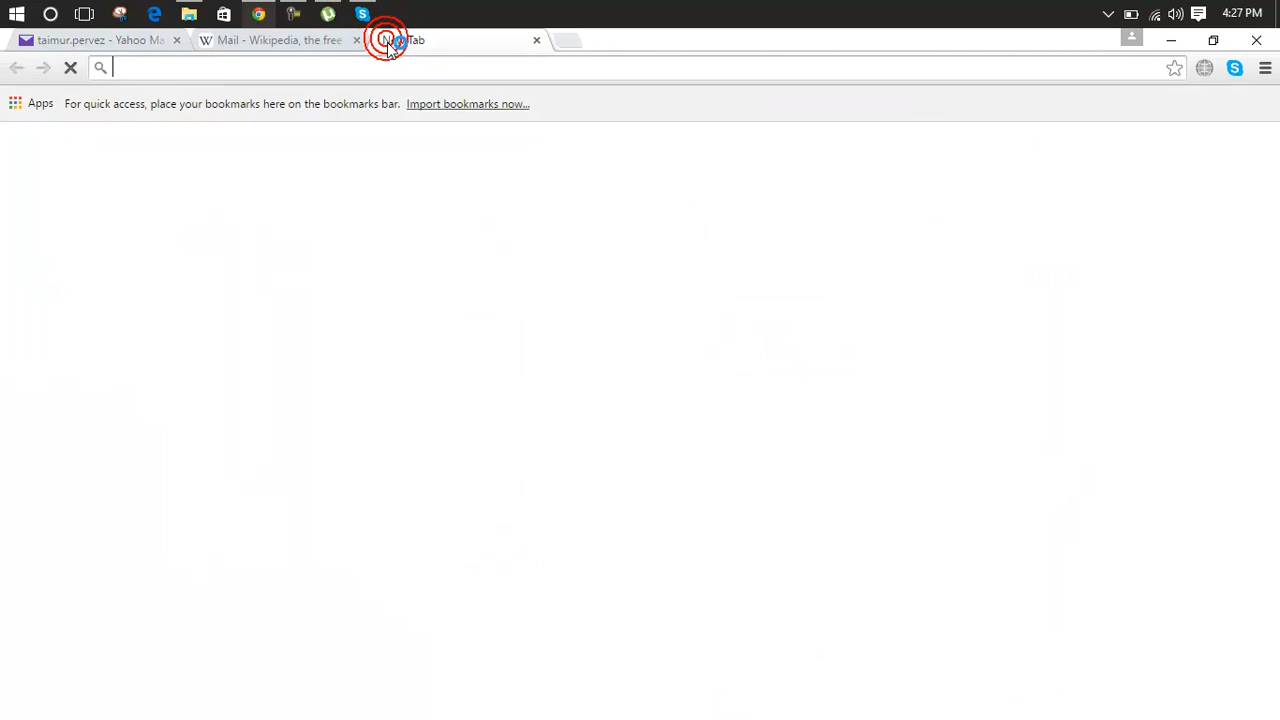 4:27 PM
taimur.pervez - Yahoo Ma
Mail - Wikipedia, the free
Tab
Apps
For quick access, place your bookmarks here on the bookmarks bar. Import bookmarks now...